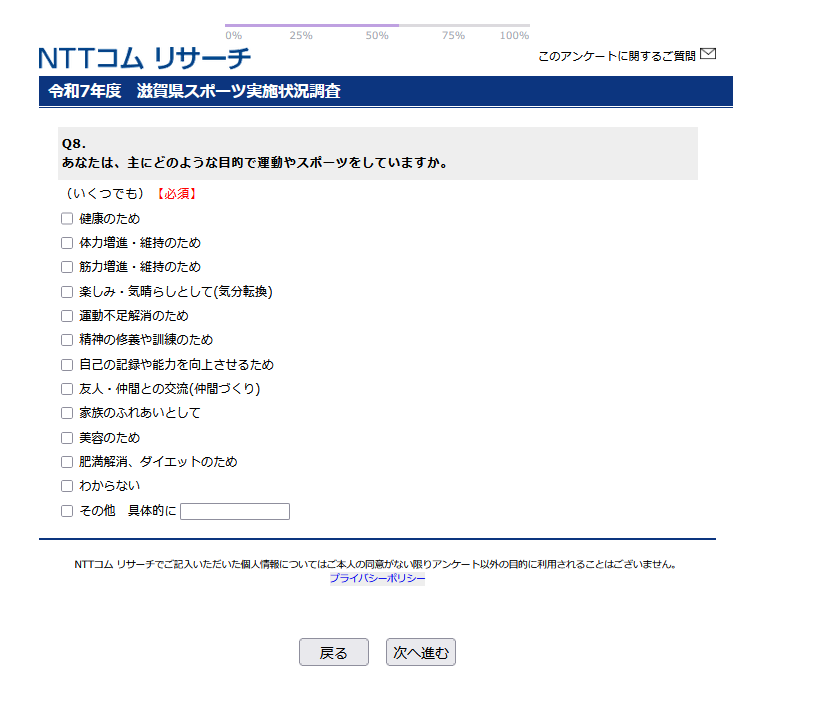 0% 25% 50% 75% 100%
NTTコム リサーチ
このアンケートに関するご質問
令和7年度　滋賀県スポーツ実施状況調査
Q8.
あなたは、主にどのような目的で運動やスポーツをしていますか。
（いくつでも）【必須】
健康のため
体力増進・維持のため
筋力増進・維持のため
楽しみ・気晴らしとして(気分転換)
運動不足解消のため
精神の修養や訓練のため
自己の記録や能力を向上させるため
友人・仲間との交流(仲間づくり)
家族のふれあいとして
美容のため
肥満解消、ダイエットのため
わからない
その他　具体的に
NTTコム リサーチでご記入いただいた個人情報についてはご本人の同意がない限りアンケート以外の目的に利用されることはございません。
プライバシーポリシー
戻る 次へ進む